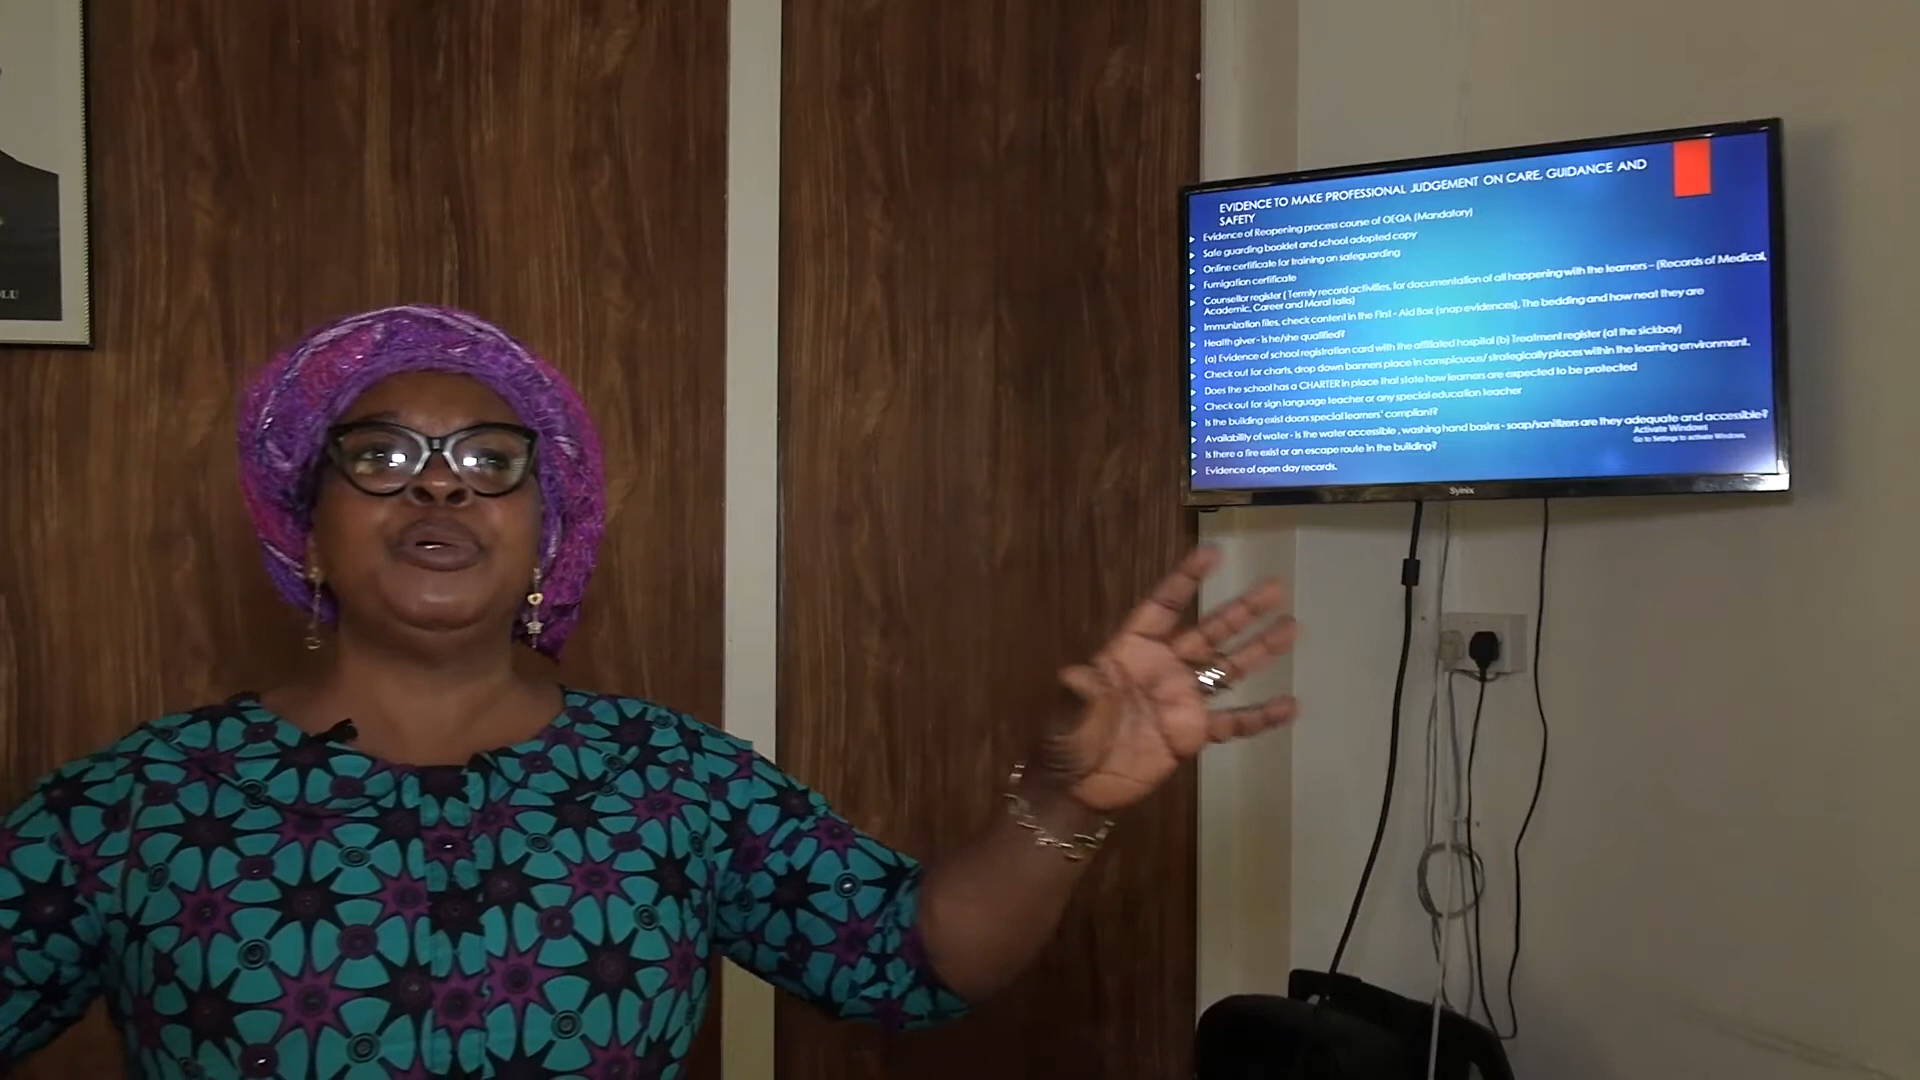 OLU
EVIDENCE TO MAKE PROFESSIONAL JUDGEMENT ON CARE, GUIDANCE AND
SAFETY
Evidence of Reopening process course of OEQA (Mandatory)
Safe guarding booklet and school adopted copy
Online certificate for training on safeguarding
Fumigation certificate
Counsellor register ( Termly record activities, for documentation of all happening with the learners – (Records of Medical,
Academic, Career and Moral talks)
Immunization files, check content in the First - Aid Box (snap evidences), The bedding and how neat they are
Health giver - is he/she qualified?
(a) Evidence of school registration card with the affiliated hospital (b) Treatment register (at the sickbay)
Check out for charts, drop down banners place in conspicuous/ strategically places within the learning environment.
Does the school has a CHARTER in place that state how learners are expected to be protected
Check out for sign language teacher or any special education teacher
Is the building exist doors special learners' compliant?
Availability of water - is the water accessible , washing hand basins - soap/sanitizers are they adequate and accessible?
Is there a fire exist or an escape route in the building?
Evidence of open day records.
Activate Windows
Go to Settings to activate Windows.
Syinix